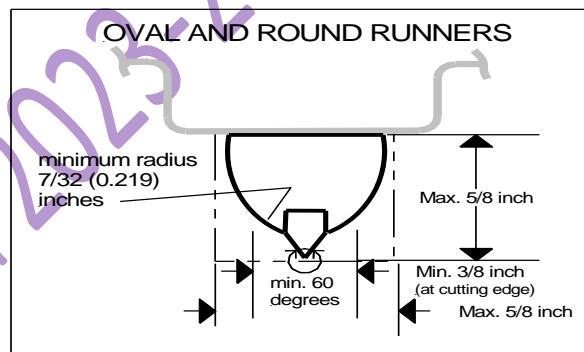 OVAL AND ROUND RUNNERS
minimum radius
7/32 (0.219)
inches
Max. 5/8 inch
min. 60
degrees
Min. 3/8 inch
(at cutting edge)
Max. 5/8 inch